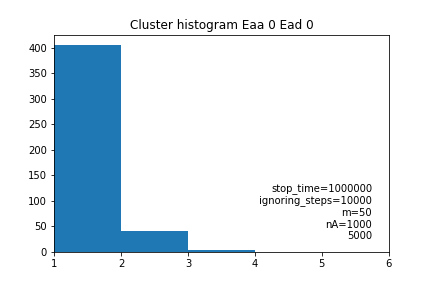 Cluster histogram Eaa 0 Ead 0
400
350
300
250
200
150
100
50
0
stop_time=1000000
ignoring_steps=10000
m=50
nA=1000
5000
1 2 3 4 5 6